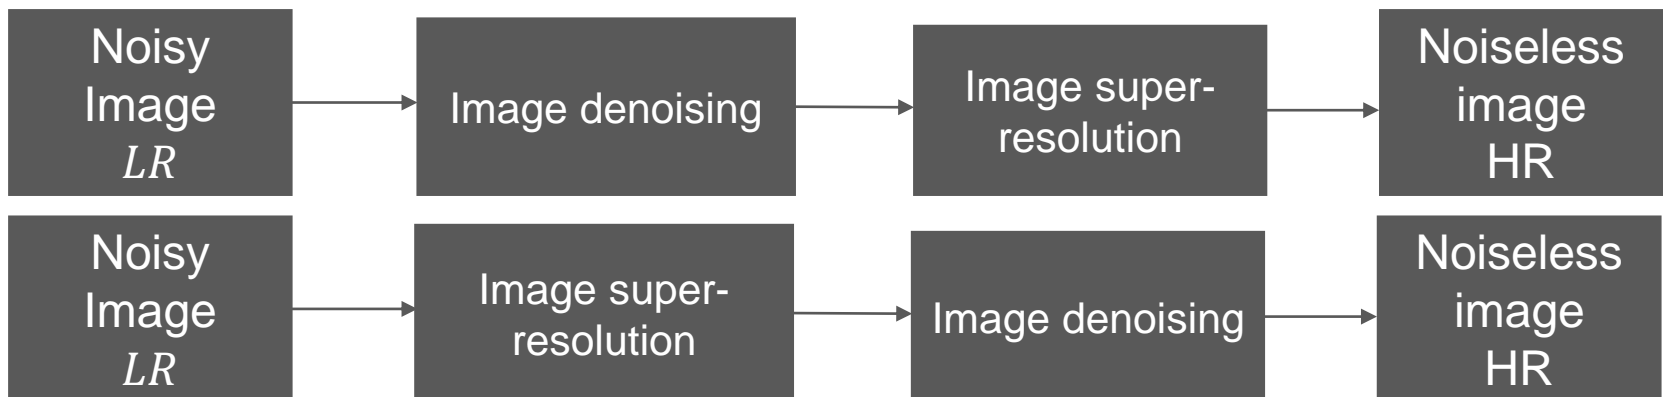 Noisy
Image
LR
Image denoising
Image super-
resolution
Noiseless
image
HR
Noisy
Image
LR
Image super-
resolution
Image denoising
Noiseless
image
HR